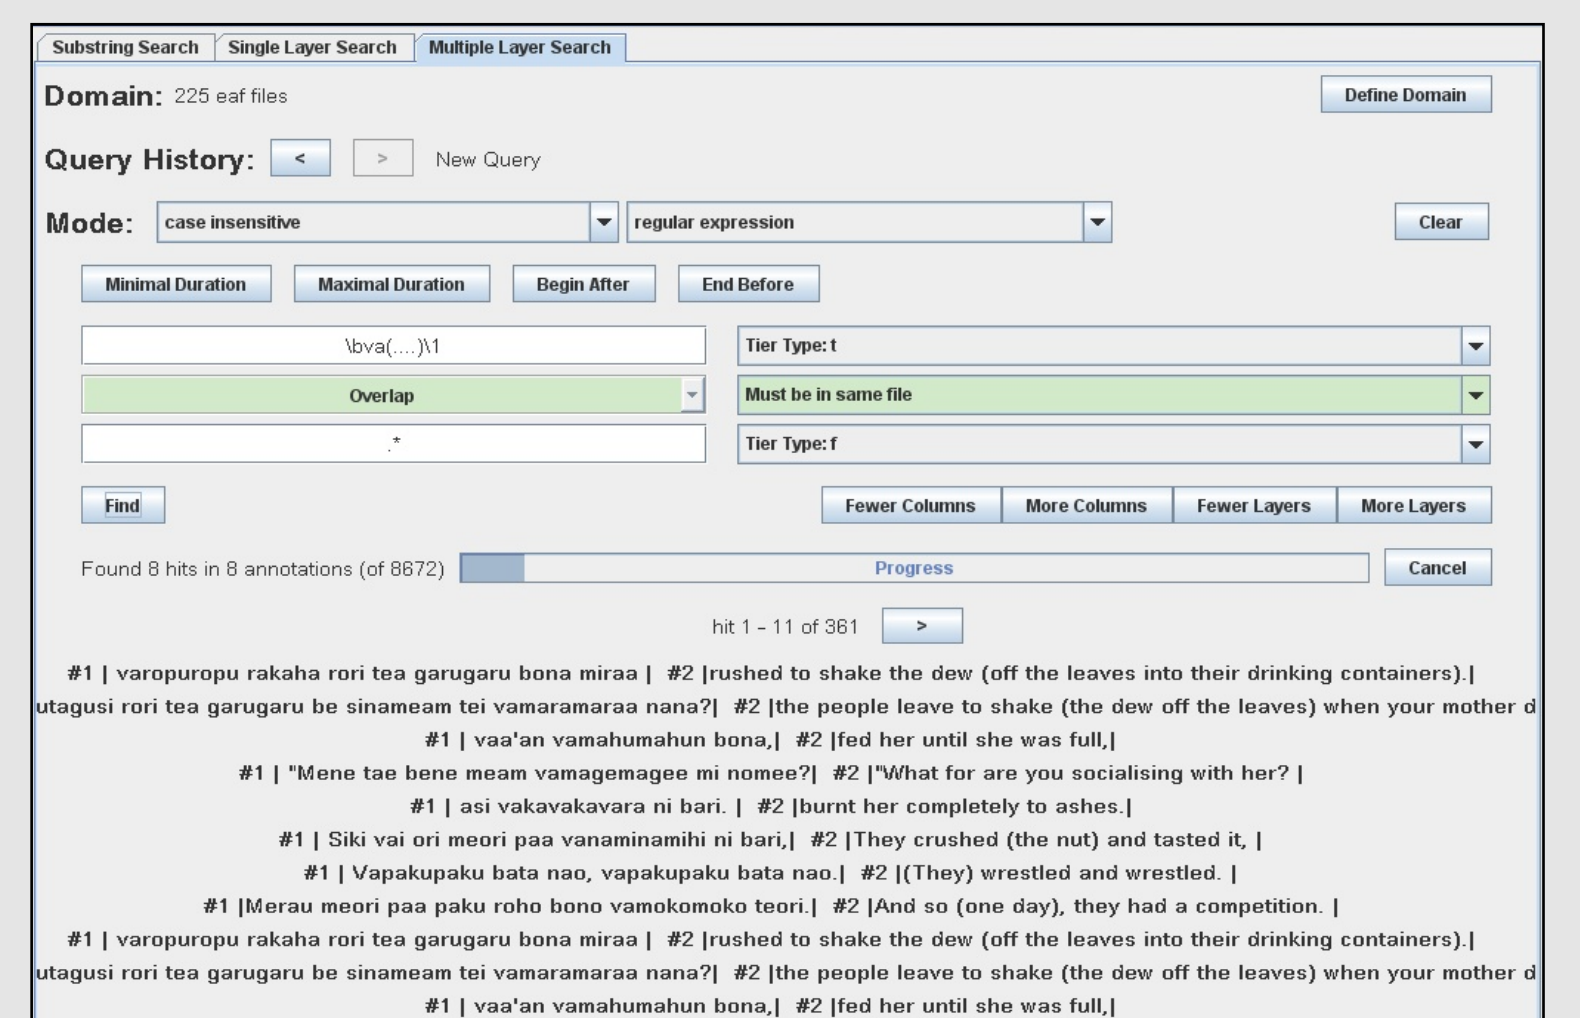 Substring Search Single Layer Search Multiple Layer Search
Domain: 225 eaf files Define Domain
Query History: < > New Query
Mode: case insensitive regular expression Clear
Minimal Duration Maximal Duration Begin After End Before
\bva(....)\1 Tier Type: t
Overlap Must be in same file
.* Tier Type: f
Find Fewer Columns More Columns Fewer Layers More Layers
Found 8 hits in 8 annotations (of 8672) Progress Cancel
hit 1 – 11 of 361 >
#1 | varopuropu rakaha rori tea garugaru bona miraa | #2 |rushed to shake the dew (off the leaves into their drinking containers).|
utagusi rori tea garugaru be sinameam tei vamaramaraa nana?| #2 |the people leave to shake (the dew off the leaves) when your mother d
#1 | vaa'an vamahumahun bona,| #2 |fed her until she was full,|
#1 | "Mene tae bene meam vamagemagee mi nomee?| #2 |"What for are you socialising with her? |
#1 | asi vakavakavara ni bari. | #2 |burnt her completely to ashes.|
#1 | Siki vai ori meori paa vanaminamihi ni bari,| #2 |They crushed (the nut) and tasted it, |
#1 | Vapakupaku bata nao, vapakupaku bata nao.| #2 |(They) wrestled and wrestled. |
#1 |Merau meori paa paku roho bono vamokomoko teori.| #2 |And so (one day), they had a competition. |
#1 | varopuropu rakaha rori tea garugaru bona miraa | #2 |rushed to shake the dew (off the leaves into their drinking containers).|
utagusi rori tea garugaru be sinameam tei vamaramaraa nana?| #2 |the people leave to shake (the dew off the leaves) when your mother d
#1 | vaa'an vamahumahun bona,| #2 |fed her until she was full,|